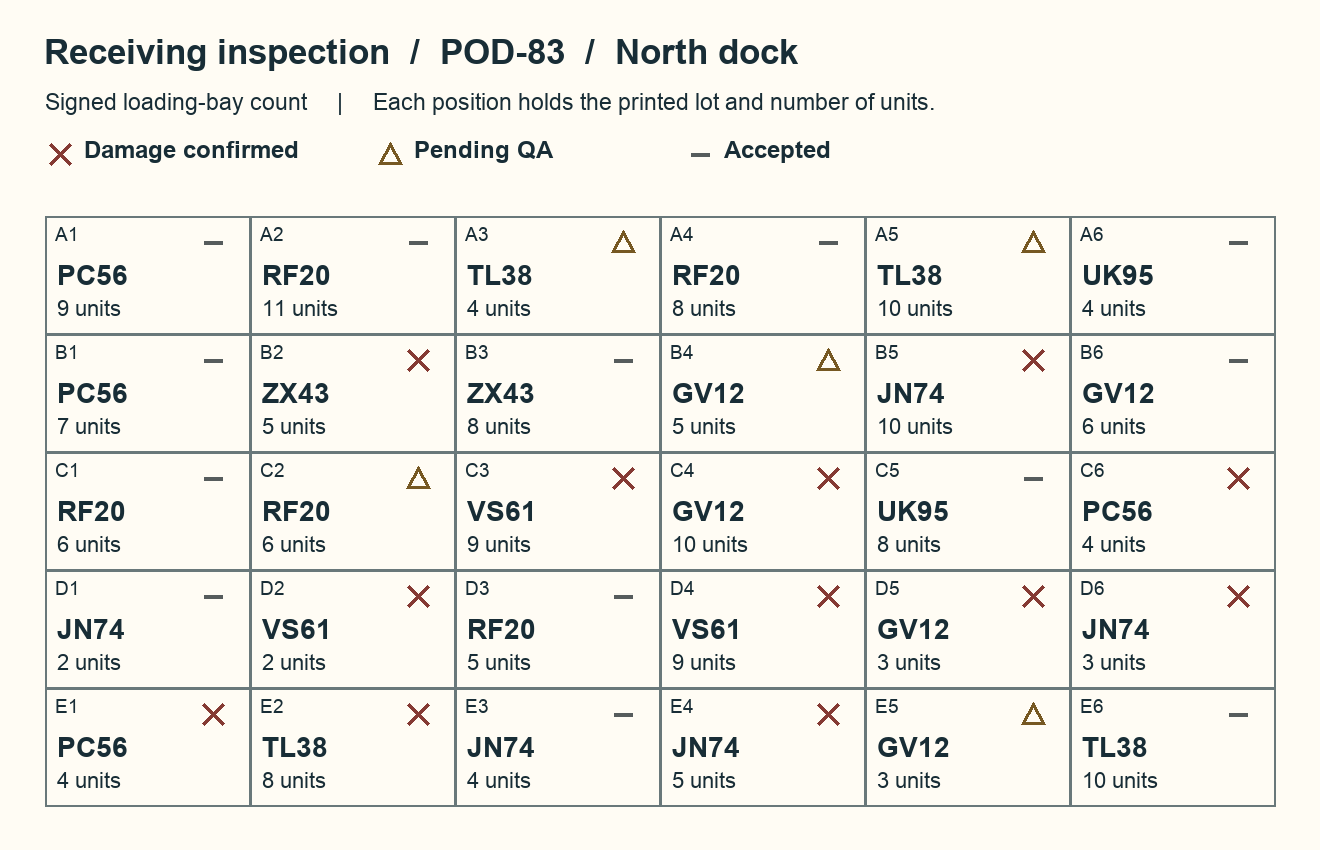 Receiving inspection / POD-83 / North dock
Signed loading-bay count | Each position holds the printed lot and number of units.
Damage confirmed Pending QA Accepted
A1 A2 A3 A4 A5 A6
PC56 RF20 TL38 RF20 TL38 UK95
9 units 11 units 4 units 8 units 10 units 4 units
B1 B2 B3 B4 B5 B6
PC56 ZX43 ZX43 GV12 JN74 GV12
7 units 5 units 8 units 5 units 10 units 6 units
C1 C2 C3 C4 C5 C6
RF20 RF20 VS61 GV12 UK95 PC56
6 units 6 units 9 units 10 units 8 units 4 units
D1 D2 D3 D4 D5 D6
JN74 VS61 RF20 VS61 GV12 JN74
2 units 2 units 5 units 9 units 3 units 3 units
E1 E2 E3 E4 E5 E6
PC56 TL38 JN74 JN74 GV12 TL38
4 units 8 units 4 units 5 units 3 units 10 units